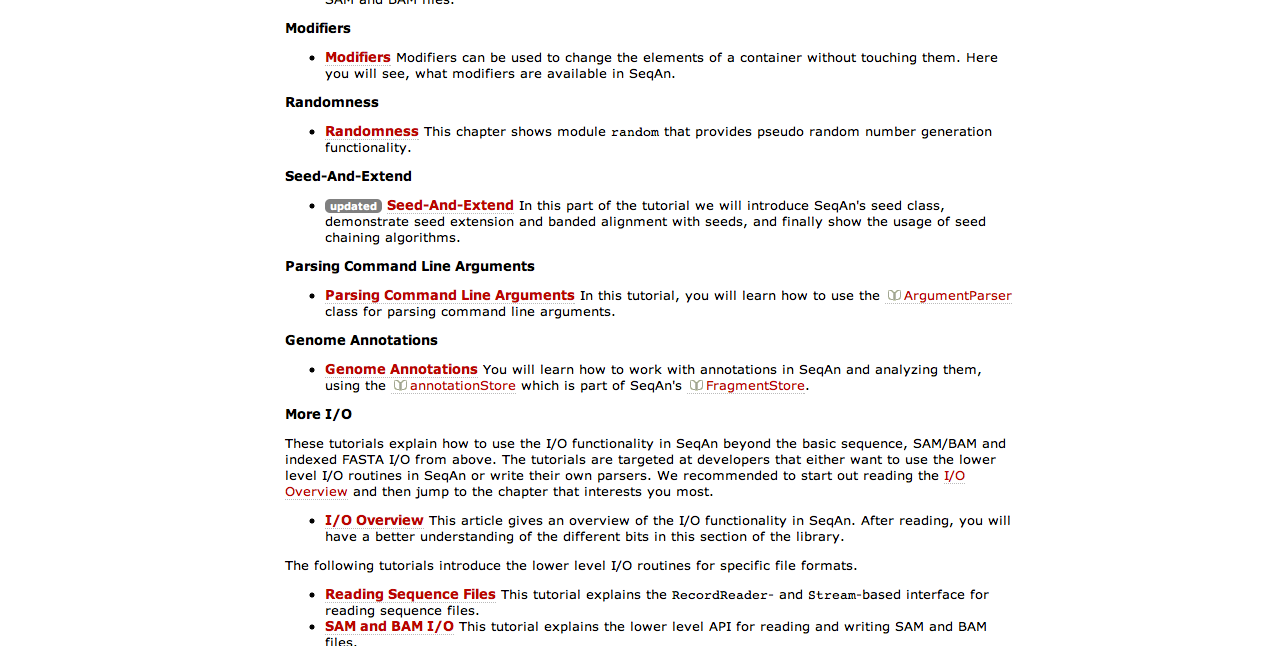 SAM and BAM files.
Modifiers
Modifiers Modifiers can be used to change the elements of a container without touching them. Here
you will see, what modifiers are available in SeqAn.
Randomness
Randomness This chapter shows module random that provides pseudo random number generation
functionality.
Seed-And-Extend
updated Seed-And-Extend In this part of the tutorial we will introduce SeqAn's seed class,
demonstrate seed extension and banded alignment with seeds, and finally show the usage of seed
chaining algorithms.
Parsing Command Line Arguments
Parsing Command Line Arguments In this tutorial, you will learn how to use the ArgumentParser
class for parsing command line arguments.
Genome Annotations
Genome Annotations You will learn how to work with annotations in SeqAn and analyzing them,
using the annotationStore which is part of SeqAn's FragmentStore.
More I/O
These tutorials explain how to use the I/O functionality in SeqAn beyond the basic sequence, SAM/BAM and
indexed FASTA I/O from above. The tutorials are targeted at developers that either want to use the lower
level I/O routines in SeqAn or write their own parsers. We recommended to start out reading the I/O
Overview and then jump to the chapter that interests you most.
I/O Overview This article gives an overview of the I/O functionality in SeqAn. After reading, you will
have a better understanding of the different bits in this section of the library.
The following tutorials introduce the lower level I/O routines for specific file formats.
Reading Sequence Files This tutorial explains the RecordReader- and Stream-based interface for
reading sequence files.
SAM and BAM I/O This tutorial explains the lower level API for reading and writing SAM and BAM
files.